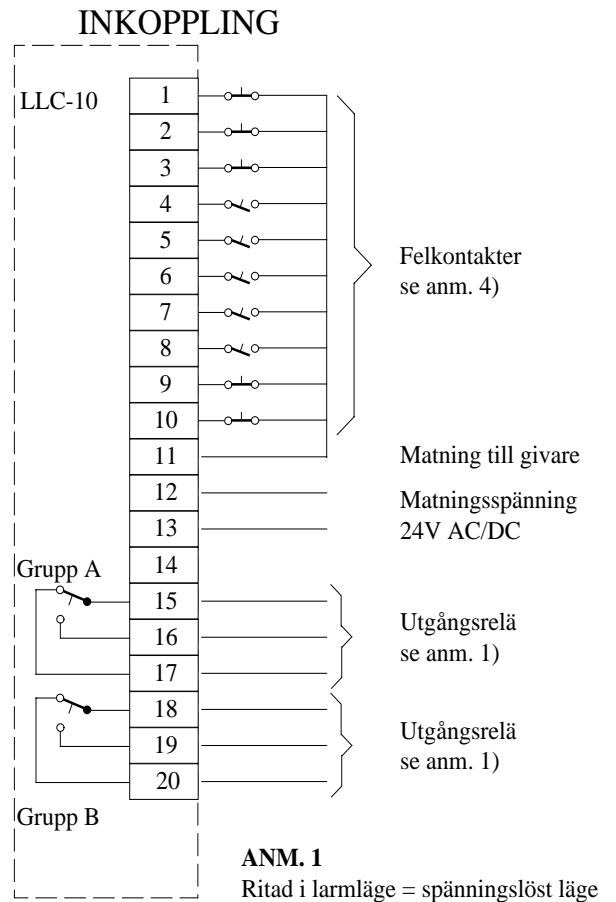 INKOPPLING
LLC-10
1
2
3
4
5
6
7
8
9
10
11
12
13
14
15
16
17
18
19
20
Felkontakter
se anm. 4)
Matning till givare
Matningsspänning
24V AC/DC
Grupp A
Utgångsrelä
se anm. 1)
Utgångsrelä
se anm. 1)
Grupp B
ANM. 1
Ritad i larmläge = spänningslöst läge